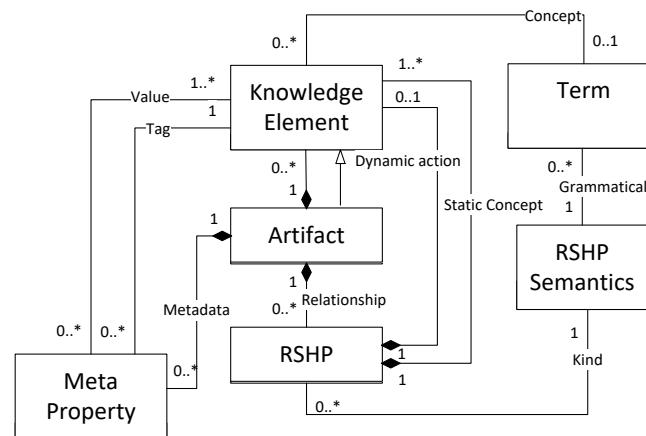 Concept
0..*
0..1
1..*
1..*
Knowledge
Element
0..1
Term
Value
1
Tag
0..*
Dynamic action
0..*
Grammatical
1
Static Concept
1
1
Artifact
RSHP
Semantics
1
Metadata
0..*
Relationship
1
0..*
0..*
0..*
RSHP
1
1
Kind
Meta
Property
0..*